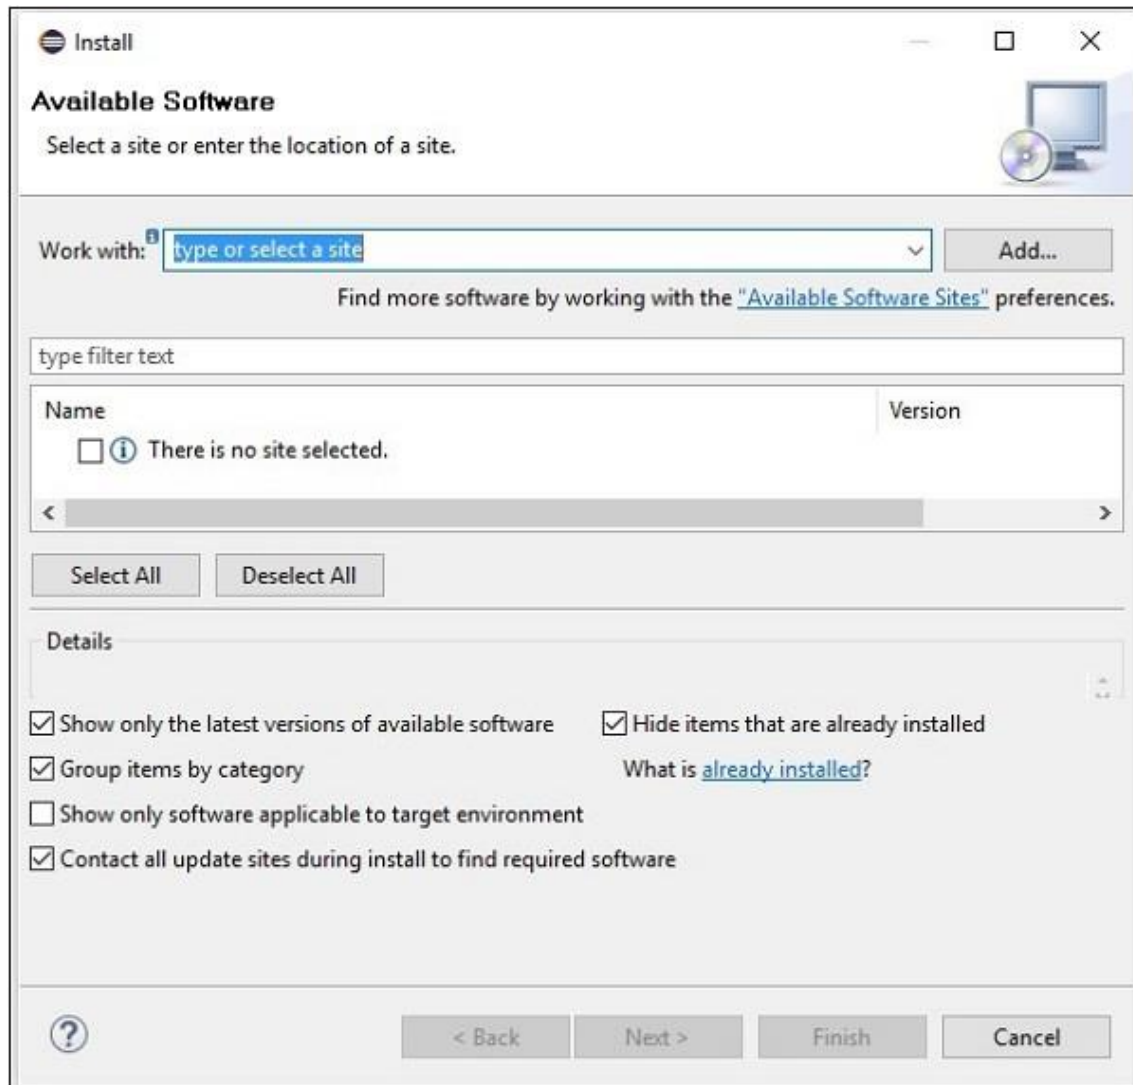 Install
Available Software
Select a site or enter the location of a site.
Work with: type or select a site Add...
Find more software by working with the "Available Software Sites" preferences.
type filter text
Name Version
There is no site selected.
Select All Deselect All
Details
Show only the latest versions of available software Hide items that are already installed
Group items by category What is already installed?
Show only software applicable to target environment
Contact all update sites during install to find required software
? < Back Next > Finish Cancel